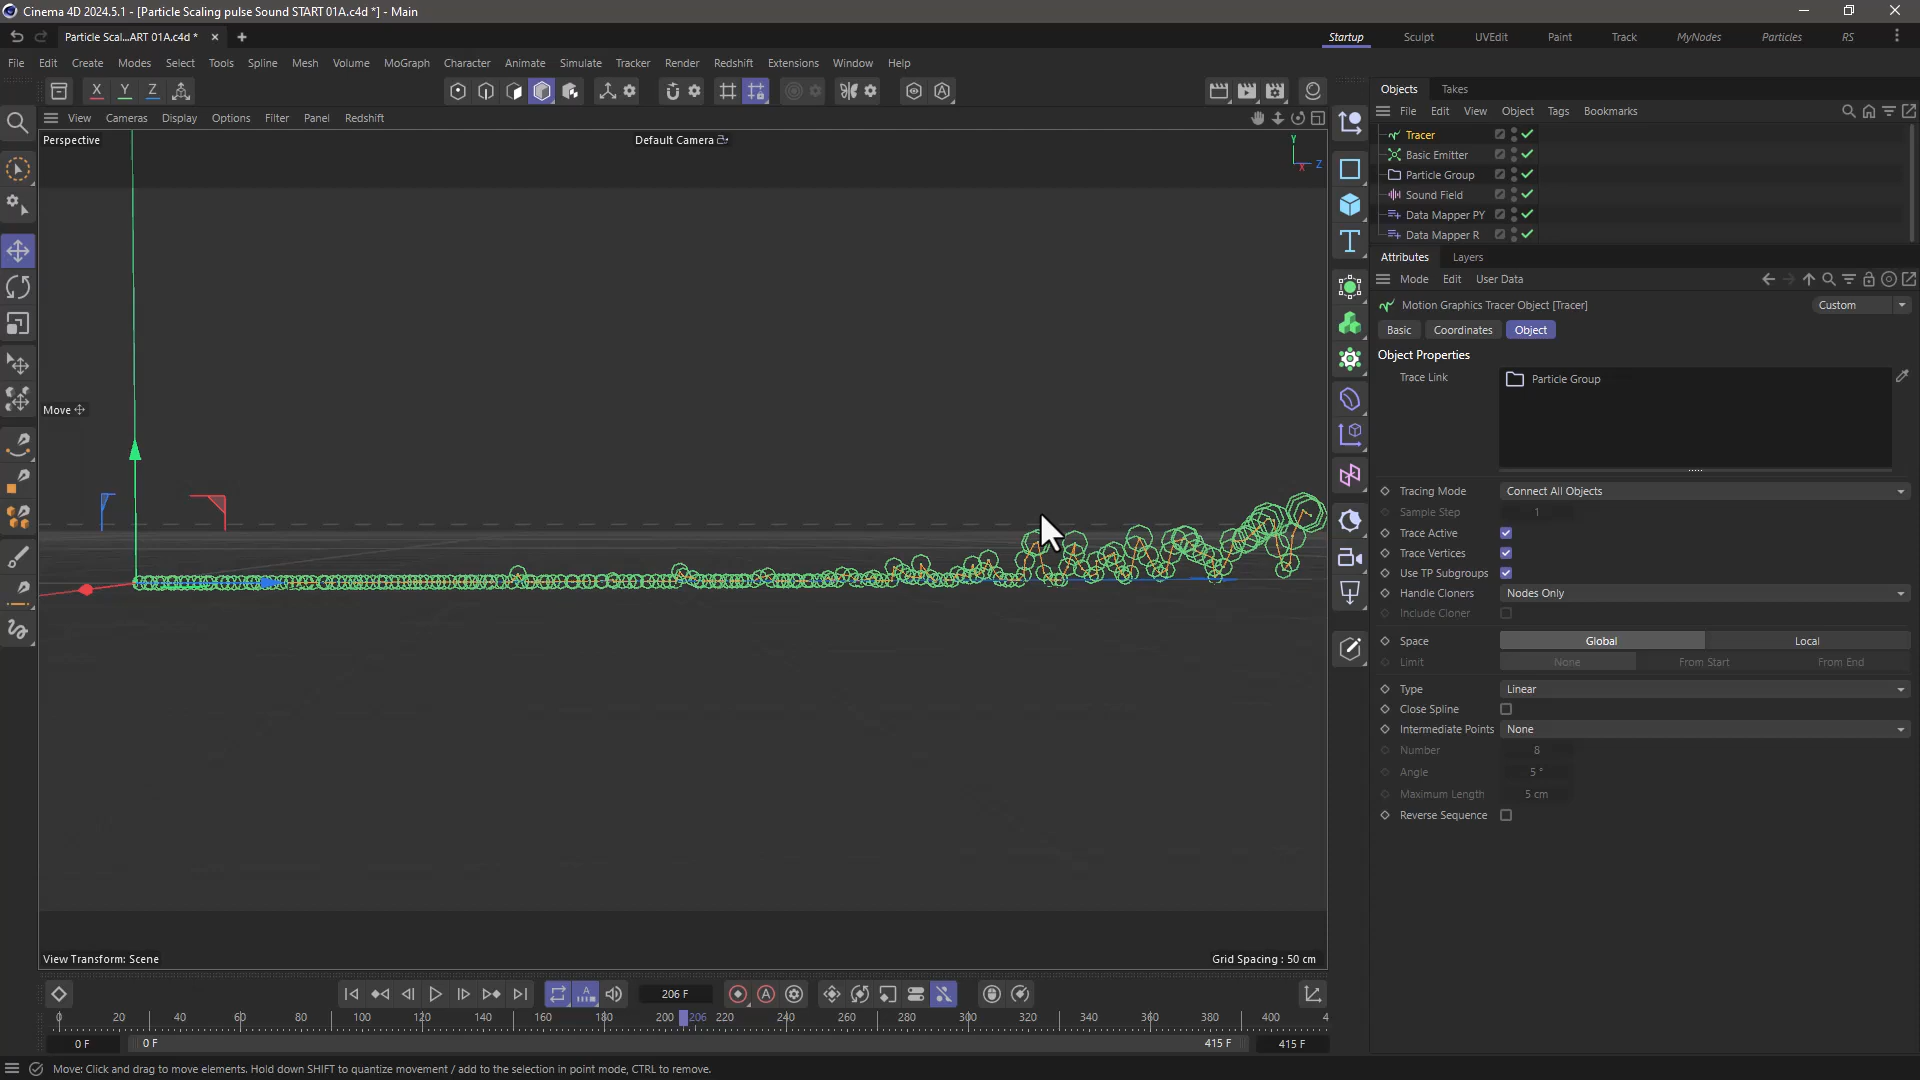 Cinema 4D 2024.5.1 - [Particle Scaling pulse Sound START 01A.c4d *] - Main
Particle Scal...ART 01A.c4d *
Startup Sculpt UVEdit Paint Track MyNodes Particles RS
File Edit Create Modes Select Tools Spline Mesh Volume MoGraph Character Animate Simulate Tracker Render Redshift Extensions Window Help
X Y Z
View Cameras Display Options Filter Panel Redshift
Perspective
Default Camera
Y
X
Z
Move
View Transform: Scene
Grid Spacing : 50 cm
Objects Takes
File Edit View Object Tags Bookmarks
Tracer
Basic Emitter
Particle Group
Sound Field
Data Mapper PY
Data Mapper R
Attributes Layers
Mode Edit User Data
Motion Graphics Tracer Object [Tracer]
Custom
Basic Coordinates Object
Object Properties
Trace Link
Particle Group
Tracing Mode Connect All Objects
Sample Step 1
Trace Active
Trace Vertices
Use TP Subgroups
Handle Cloners Nodes Only
Include Cloner
Space Global Local
Limit None From Start From End
Type Linear
Close Spline
Intermediate Points None
Number 8
Angle 5 °
Maximum Length 5 cm
Reverse Sequence
206 F
0 20 40 60 80 100 120 140 160 180 200 206 220 240 260 280 300 320 340 360 380 400 4
0 F 0 F 415 F 415 F
Move: Click and drag to move elements. Hold down SHIFT to quantize movement / add to the selection in point mode, CTRL to remove.